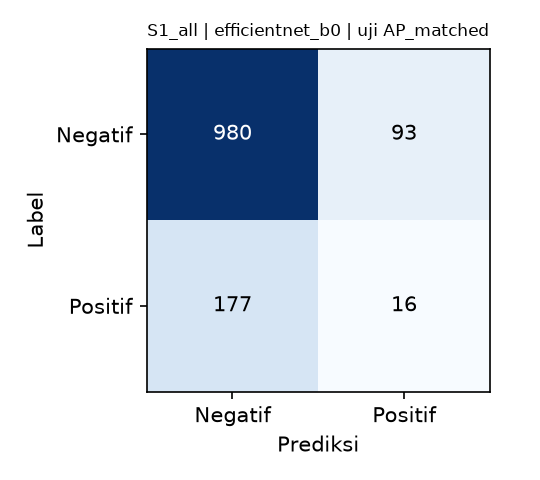 S1_all | efficientnet_b0 | uji AP_matched
Negatif
980
93
Label
Positif
177
16
Negatif
Positif
Prediksi